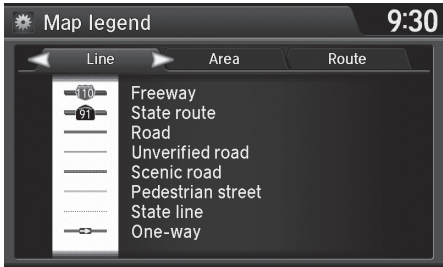 Map legend
9:30
Line
Area
Route
110
Freeway
91
State route
Road
Unverified road
Scenic road
Pedestrian street
State line
One-way